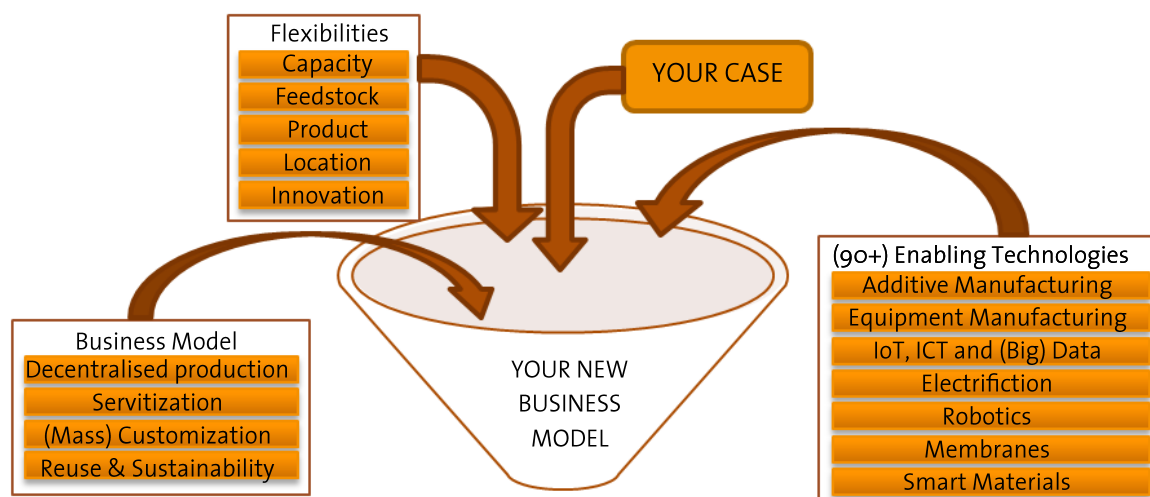 Flexibilities
Capacity
Feedstock
Product
Location
Innovation
YOUR CASE
(90+) Enabling Technologies
Additive Manufacturing
Equipment Manufacturing
IoT, ICT and (Big) Data
Electrifiction
Robotics
Membranes
Smart Materials
Business Model
Decentralised production
Servitization
(Mass) Customization
Reuse & Sustainability
YOUR NEW
BUSINESS
MODEL